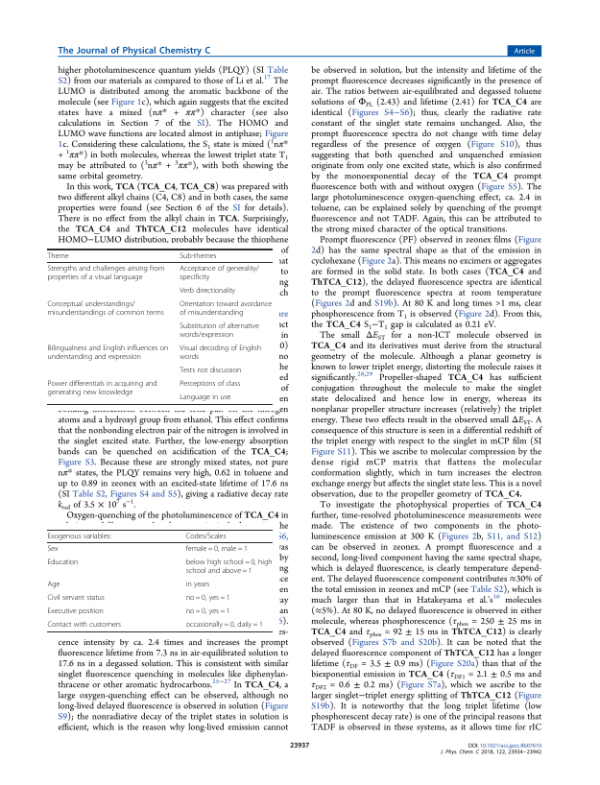 The Journal of Physical Chemistry C
Article
higher photoluminescence quantum yields (PLQY) (SI Table
S2) from our materials as compared to those of Li et al.17 The
LUMO is distributed among the aromatic backbone of the
molecule (see Figure 1c), which again suggests that the excited
states have a mixed (nπ* + ππ*) character (see also
calculations in Section 7 of the SI). The HOMO and
LUMO wave functions are located almost in antiphase; Figure
1c. Considering these calculations, the S1 state is mixed (1nπ*
+ 1ππ*) in both molecules, whereas the lowest triplet state T1
may be attributed to (3nπ* + 3ππ*), with both showing the
same orbital geometry.
In this work, TCA (TCA_C4, TCA_C8) was prepared with
two different alkyl chains (C4, C8) and in both cases, the same
properties were found (see Section 6 of the SI for details).
There is no effect from the alkyl chain in TCA. Surprisingly,
the TCA_C4 and ThTCA_C12 molecules have identical
HOMO−LUMO distribution, probably because the thiophene
Theme Sub-themes
Strengths and challenges arising from Acceptance of generality/
properties of a visual language specificity
Verb directionality
Conceptual understandings/ Orientation toward avoidance
misunderstandings of common terms of misunderstanding
Substitution of alternative
words/expression
Bilingualness and English influences on Visual decoding of English
understanding and expression words
Tests not discussion
Power differentials in acquiring and Perceptions of class
generating new knowledge
Language in use
bonding interactions between the lone pair on the nitrogen
atoms and a hydroxyl group from ethanol. This effect confirms
that the nonbonding electron pair of the nitrogen is involved in
the singlet excited state. Further, the low-energy absorption
bands can be quenched on acidification of the TCA_C4;
Figure S3. Because these are strongly mixed states, not pure
nπ* states, the PLQY remains very high, 0.62 in toluene and
up to 0.89 in zeonex with an excited-state lifetime of 17.6 ns
(SI Table S2, Figures S4 and S5), giving a radiative decay rate
krad of 3.5 × 107 s−1.
Oxygen-quenching of the photoluminescence of TCA_C4 in
Exogenous variables: Codes/Scales
Sex female = 0, male = 1
Education below high school = 0, high
school and above = 1
Age in years
Civil servant status no = 0, yes = 1
Executive position no = 0, yes = 1
Contact with customers occasionally = 0, daily = 1
cence intensity by ca. 2.4 times and increases the prompt
fluorescence lifetime from 7.3 ns in air-equilibrated solution to
17.6 ns in a degassed solution. This is consistent with similar
singlet fluorescence quenching in molecules like diphenylan-
thracene or other aromatic hydrocarbons.25−27 In TCA_C4, a
large oxygen-quenching effect can be observed, although no
long-lived delayed fluorescence is observed in solution (Figure
S9); the nonradiative decay of the triplet states in solution is
efficient, which is the reason why long-lived emission cannot
be observed in solution, but the intensity and lifetime of the
prompt fluorescence decreases significantly in the presence of
air. The ratios between air-equilibrated and degassed toluene
solutions of ΦPL (2.43) and lifetime (2.41) for TCA_C4 are
identical (Figures S4−S6); thus, clearly the radiative rate
constant of the singlet state remains unchanged. Also, the
prompt fluorescence spectra do not change with time delay
regardless of the presence of oxygen (Figure S10), thus
suggesting that both quenched and unquenched emission
originate from only one excited state, which is also confirmed
by the monoexponential decay of the TCA_C4 prompt
fluorescence both with and without oxygen (Figure S5). The
large photoluminescence oxygen-quenching effect, ca. 2.4 in
toluene, can be explained solely by quenching of the prompt
fluorescence and not TADF. Again, this can be attributed to
the strong mixed character of the optical transitions.
Prompt fluorescence (PF) observed in zeonex films (Figure
2d) has the same spectral shape as that of the emission in
cyclohexane (Figure 2a). This means no excimers or aggregates
are formed in the solid state. In both cases (TCA_C4 and
ThTCA_C12), the delayed fluorescence spectra are identical
to the prompt fluorescence spectra at room temperature
(Figures 2d and S19b). At 80 K and long times >1 ms, clear
phosphorescence from T1 is observed (Figure 2d). From this,
the TCA_C4 S1−T1 gap is calculated as 0.21 eV.
The small ΔEST for a non-ICT molecule observed in
TCA_C4 and its derivatives must derive from the structural
geometry of the molecule. Although a planar geometry is
known to lower triplet energy, distorting the molecule raises it
significantly.28,29 Propeller-shaped TCA_C4 has sufficient
conjugation throughout the molecule to make the singlet
state delocalized and hence low in energy, whereas its
nonplanar propeller structure increases (relatively) the triplet
energy. These two effects result in the observed small ΔEST. A
consequence of this structure is seen in a differential redshift of
the triplet energy with respect to the singlet in mCP film (SI
Figure S11). This we ascribe to molecular compression by the
dense rigid mCP matrix that flattens the molecular
conformation slightly, which in turn increases the electron
exchange energy but affects the singlet state less. This is a novel
observation, due to the propeller geometry of TCA_C4.
To investigate the photophysical properties of TCA_C4
further, time-resolved photoluminescence measurements were
made. The existence of two components in the photo-
luminescence emission at 300 K (Figures 2b, S11, and S12)
can be observed in zeonex. A prompt fluorescence and a
second, long-lived component having the same spectral shape,
which is delayed fluorescence, is clearly temperature depend-
ent. The delayed fluorescence component contributes ≈30% of
the total emission in zeonex and mCP (see Table S2), which is
much larger than that in Hatakeyama et al.'s16 molecules
(≈5%). At 80 K, no delayed fluorescence is observed in either
molecule, whereas phosphorescence (τphos = 250 ± 25 ms in
TCA_C4 and τphos = 92 ± 15 ms in ThTCA_C12) is clearly
observed (Figures S7b and S20b). It can be noted that the
delayed fluorescence component of ThTCA_C12 has a longer
lifetime (τDF = 3.5 ± 0.9 ms) (Figure S20a) than that of the
biexponential emission in TCA_C4 (τDF1 = 2.1 ± 0.5 ms and
τDF2 = 0.6 ± 0.2 ms) (Figure S7a), which we ascribe to the
larger singlet−triplet energy splitting of ThTCA_C12 (Figure
S19b). It is noteworthy that the long triplet lifetime (low
phosphorescent decay rate) is one of the principal reasons that
TADF is observed in these systems, as it allows time for rIC
23937
DOI: 10.1021/acs.jpcc.8b07610
J. Phys. Chem. C 2018, 122, 23934−23942